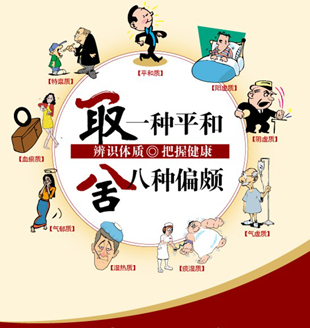 【平和质】
【特禀质】
【阳虚质】
取一种平和
【阴虚质】
辨识体质◎把握健康
【血瘀质】
舍八种偏颇
【气郁质】
【气虚质】
【湿热质】
【痰湿质】